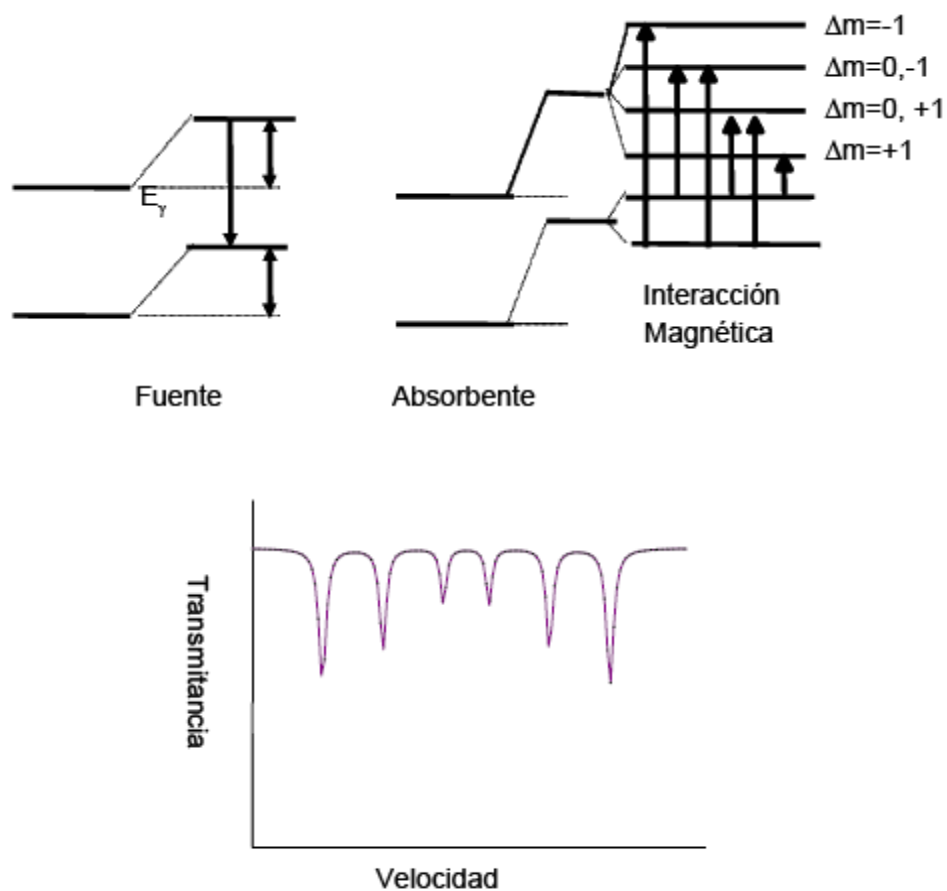 Δm=-1
Δm=0,-1
Δm=0, +1
Δm=+1
Eγ
Interacción
Magnética
Fuente
Absorbente
Transmitancia
Velocidad